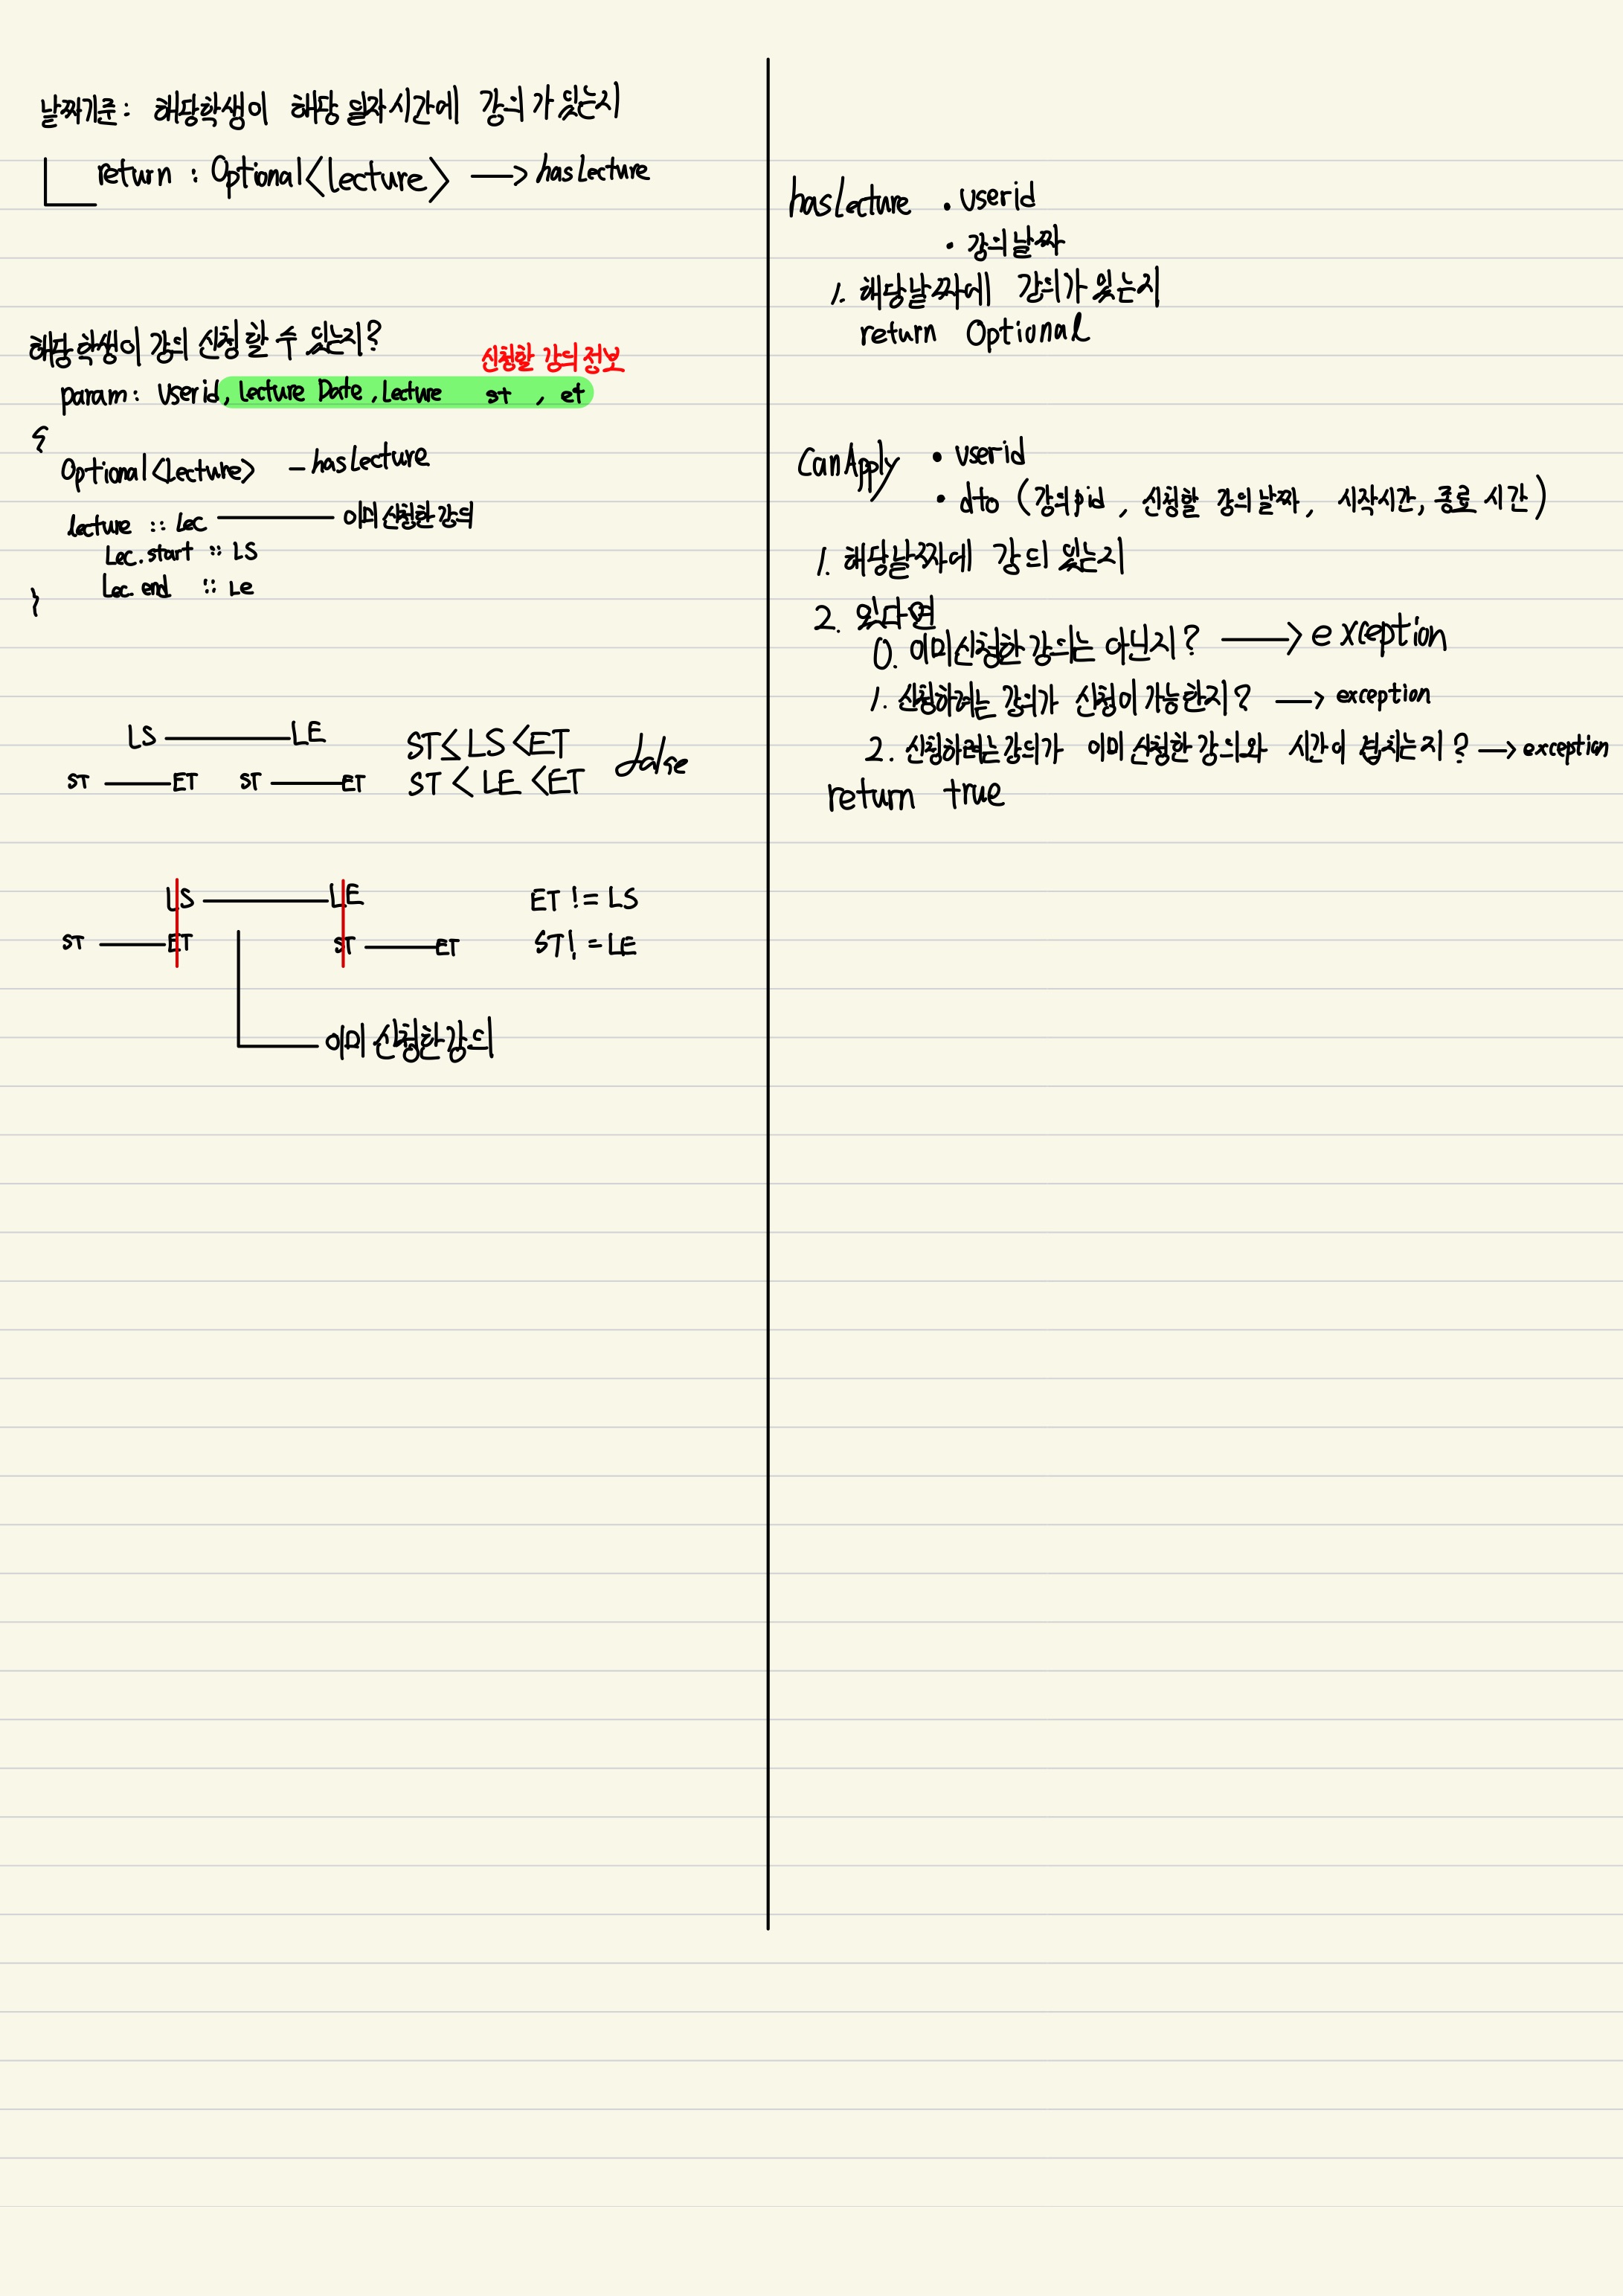 날짜기준 : 해당학생이 해당 일자시간에 강의가 있는지
return : Optional<lecture> → has lecture
해당학생이 강의 신청할 수 있는지?
신청할 강의 정보
param : userid, Lecture Date, Lecture st , et
{
Optional<Lecture> - has lecture
lecture :: Lec 이미 신청한 강의
Lec. start :: LS
Lec. end :: Le
}
LS LE
ST ET ST ET
ST ≤ LS < ET
ST < LE < ET
false
LS LE
ST ET ST ET
ET != LS
ST != LE
이미 신청한 강의
has Lecture • userid
• 강의날짜
1. 해당날짜에 강의가 있는지
return Optional
Can Apply • userid
• dto (강의pid, 신청할 강의날짜, 시작시간, 종료 시간)
1. 해당날짜에 강의 있는지
2. 있다면
0. 이미신청한 강의는 아닌지? → exception
1. 신청하려는 강의가 신청이 가능한지? → exception
2. 신청하려는강의가 이미 신청한 강의와 시간이 겹치는지? → exception
return true